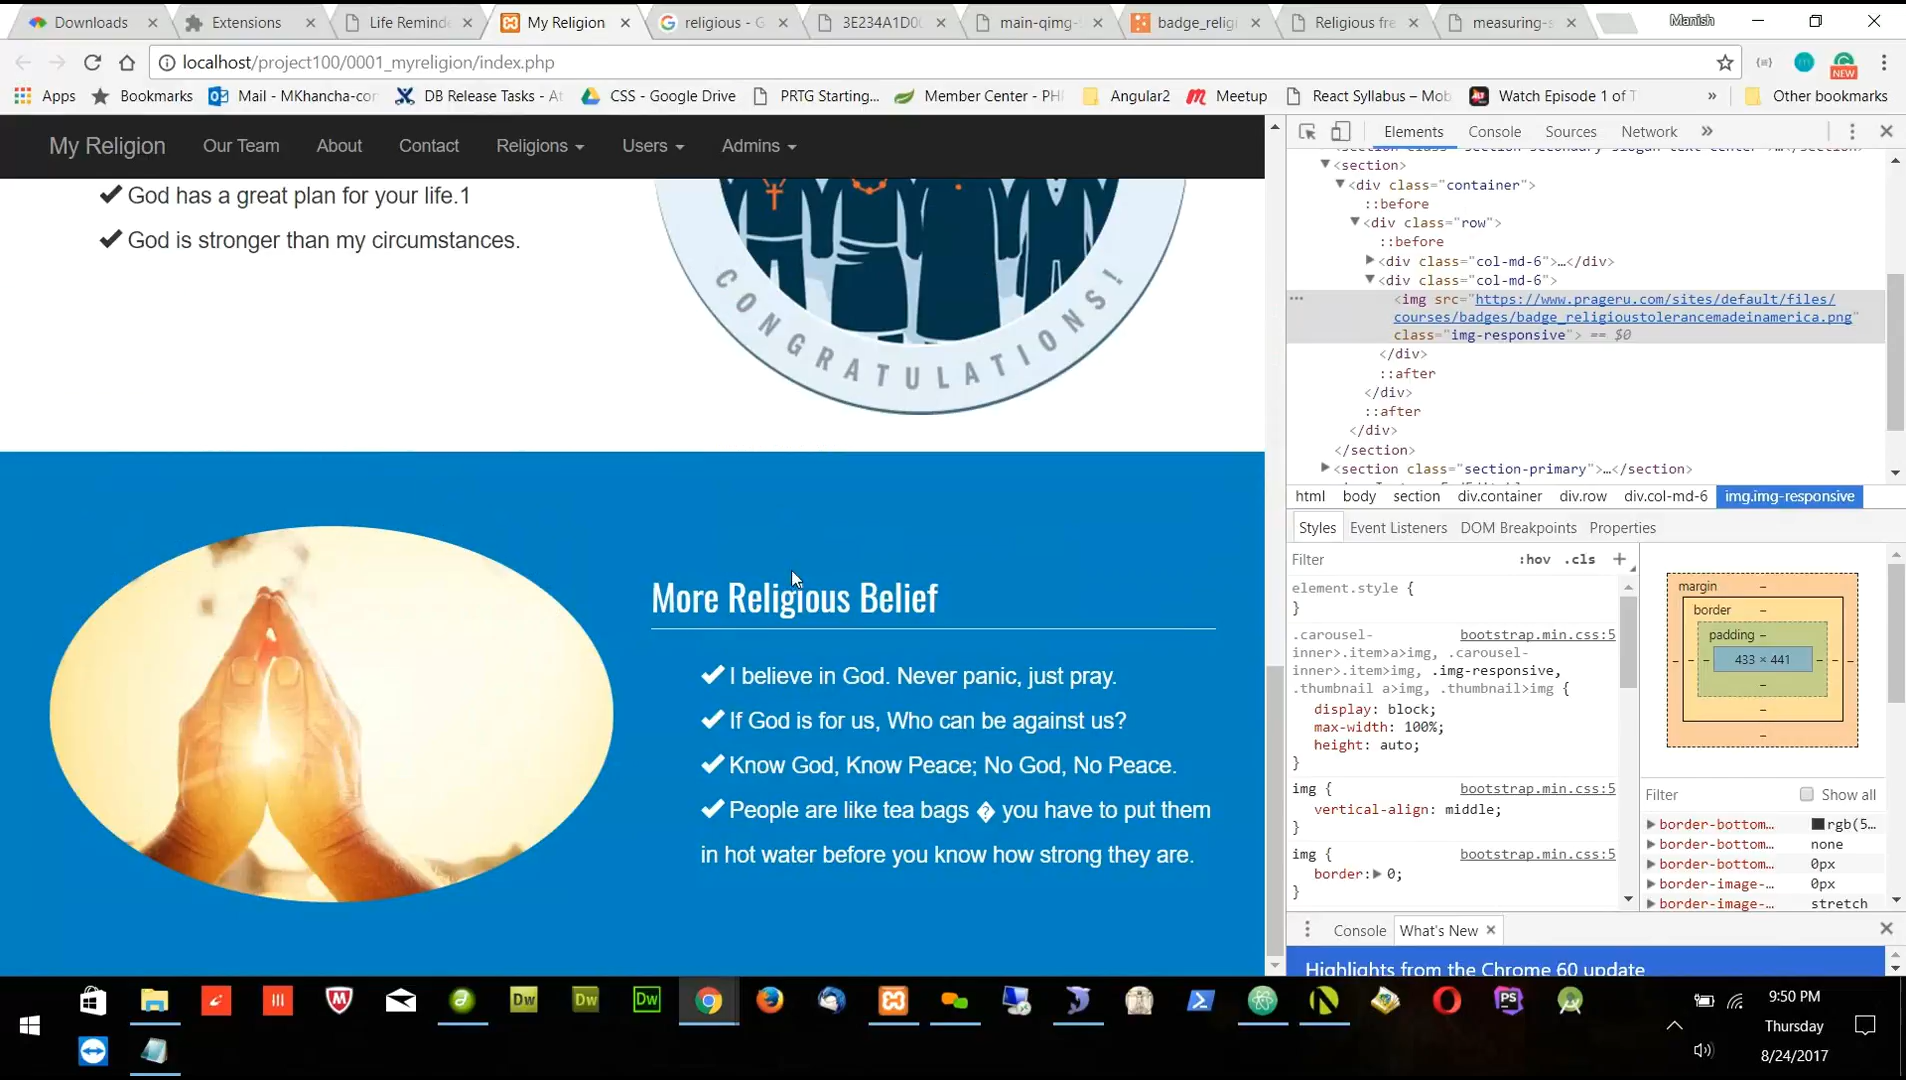 Downloads
Extensions
Life Remind
My Religion
religious - G
3E234A1D0
main-qimg-
badge_relig
Religious fre
measuring-s
Manish
localhost/project100/0001_myreligion/index.php
NEW
Apps
Bookmarks
Mail - MKhancha-cor
DB Release Tasks - At
CSS - Google Drive
PRTG Starting...
Member Center - PH
Angular2
Meetup
React Syllabus – Mob
Watch Episode 1 of T
»
Other bookmarks
My Religion
Our Team
About
Contact
Religions
Users
Admins
God has a great plan for your life.1
God is stronger than my circumstances.
CONGRATULATIONS!
More Religious Belief
I believe in God. Never panic, just pray.
If God is for us, Who can be against us?
Know God, Know Peace; No God, No Peace.
People are like tea bags � you have to put them
in hot water before you know how strong they are.
Elements
Console
Sources
Network
»
<section>
<div class="container">
::before
<div class="row">
::before
<div class="col-md-6">…</div>
<div class="col-md-6">
<img src="https://www.prageru.com/sites/default/files/
courses/badges/badge_religioustolerancemadeinamerica.png"
class="img-responsive"> == $0
</div>
::after
</div>
::after
</div>
</section>
<section class="section-primary">…</section>
html body section div.container div.row div.col-md-6 img.img-responsive
Styles
Event Listeners
DOM Breakpoints
Properties
Filter
:hov .cls +
element.style {
}
.carousel- bootstrap.min.css:5
inner>.item>a>img, .carousel-
inner>.item>img, .img-responsive,
.thumbnail a>img, .thumbnail>img {
display: block;
max-width: 100%;
height: auto;
}
img { bootstrap.min.css:5
vertical-align: middle;
}
img { bootstrap.min.css:5
border: 0;
}
margin –
border –
padding –
433 × 441
Filter
Show all
border-bottom… rgb(5…
border-bottom… none
border-bottom… 0px
border-image-… 0px
border-image-… stretch
Console
What's New
Highlights from the Chrome 60 update
Dw
Dw
Dw
PS
9:50 PM
Thursday
8/24/2017